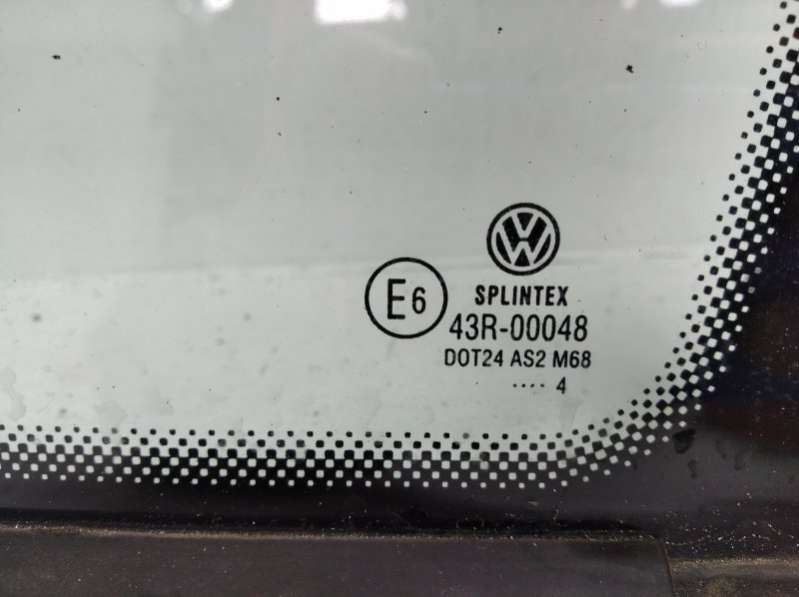 E6
SPLINTEX
43R-00048
DOT24 AS2 M68
.... 4